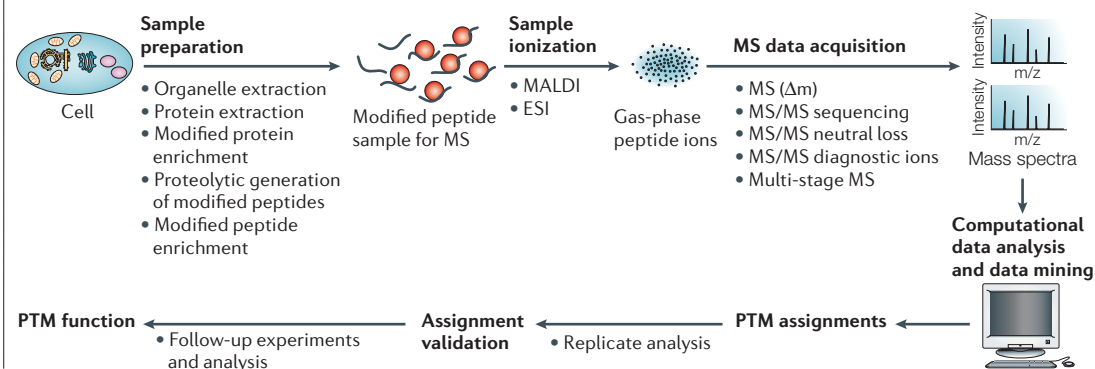 Sample
preparation
Cell
• Organelle extraction
• Protein extraction
• Modified protein
enrichment
• Proteolytic generation
of modified peptides
• Modified peptide
enrichment
Modified peptide
sample for MS
Sample
ionization
• MALDI
• ESI
Gas-phase
peptide ions
MS data acquisition
• MS (Δm)
• MS/MS sequencing
• MS/MS neutral loss
• MS/MS diagnostic ions
• Multi-stage MS
Intensity
m/z
Intensity
m/z
Mass spectra
Computational
data analysis
and data mining
PTM assignments
• Replicate analysis
Assignment
validation
• Follow-up experiments
and analysis
PTM function